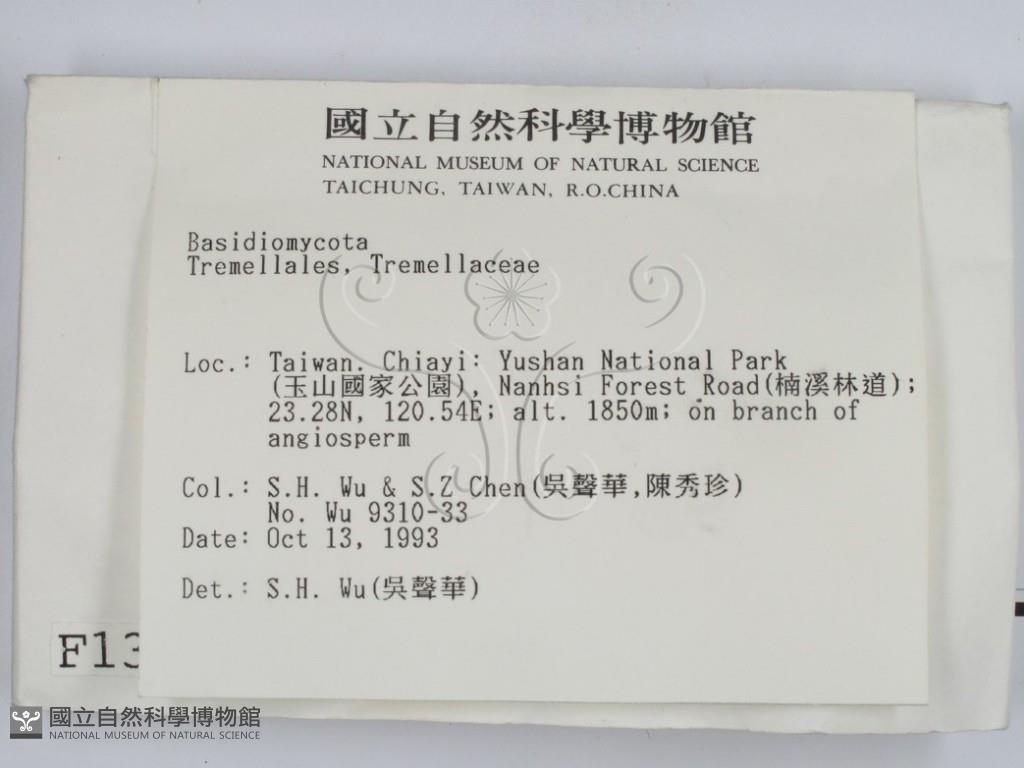 國立自然科學博物館
NATIONAL MUSEUM OF NATURAL SCIENCE
TAICHUNG, TAIWAN, R.O.CHINA
Basidiomycota
Tremellales, Tremellaceae
Loc.: Taiwan. Chiayi: Yushan National Park
(玉山國家公園), Nanhsi Forest Road(楠溪林道);
23.28N, 120.54E; alt. 1850m; on branch of
angiosperm
Col.: S.H. Wu & S.Z Chen(吳聲華,陳秀珍)
No. Wu 9310-33
Date: Oct 13, 1993
Det.: S.H. Wu(吳聲華)
F13
國立自然科學博物館
NATIONAL MUSEUM OF NATURAL SCIENCE